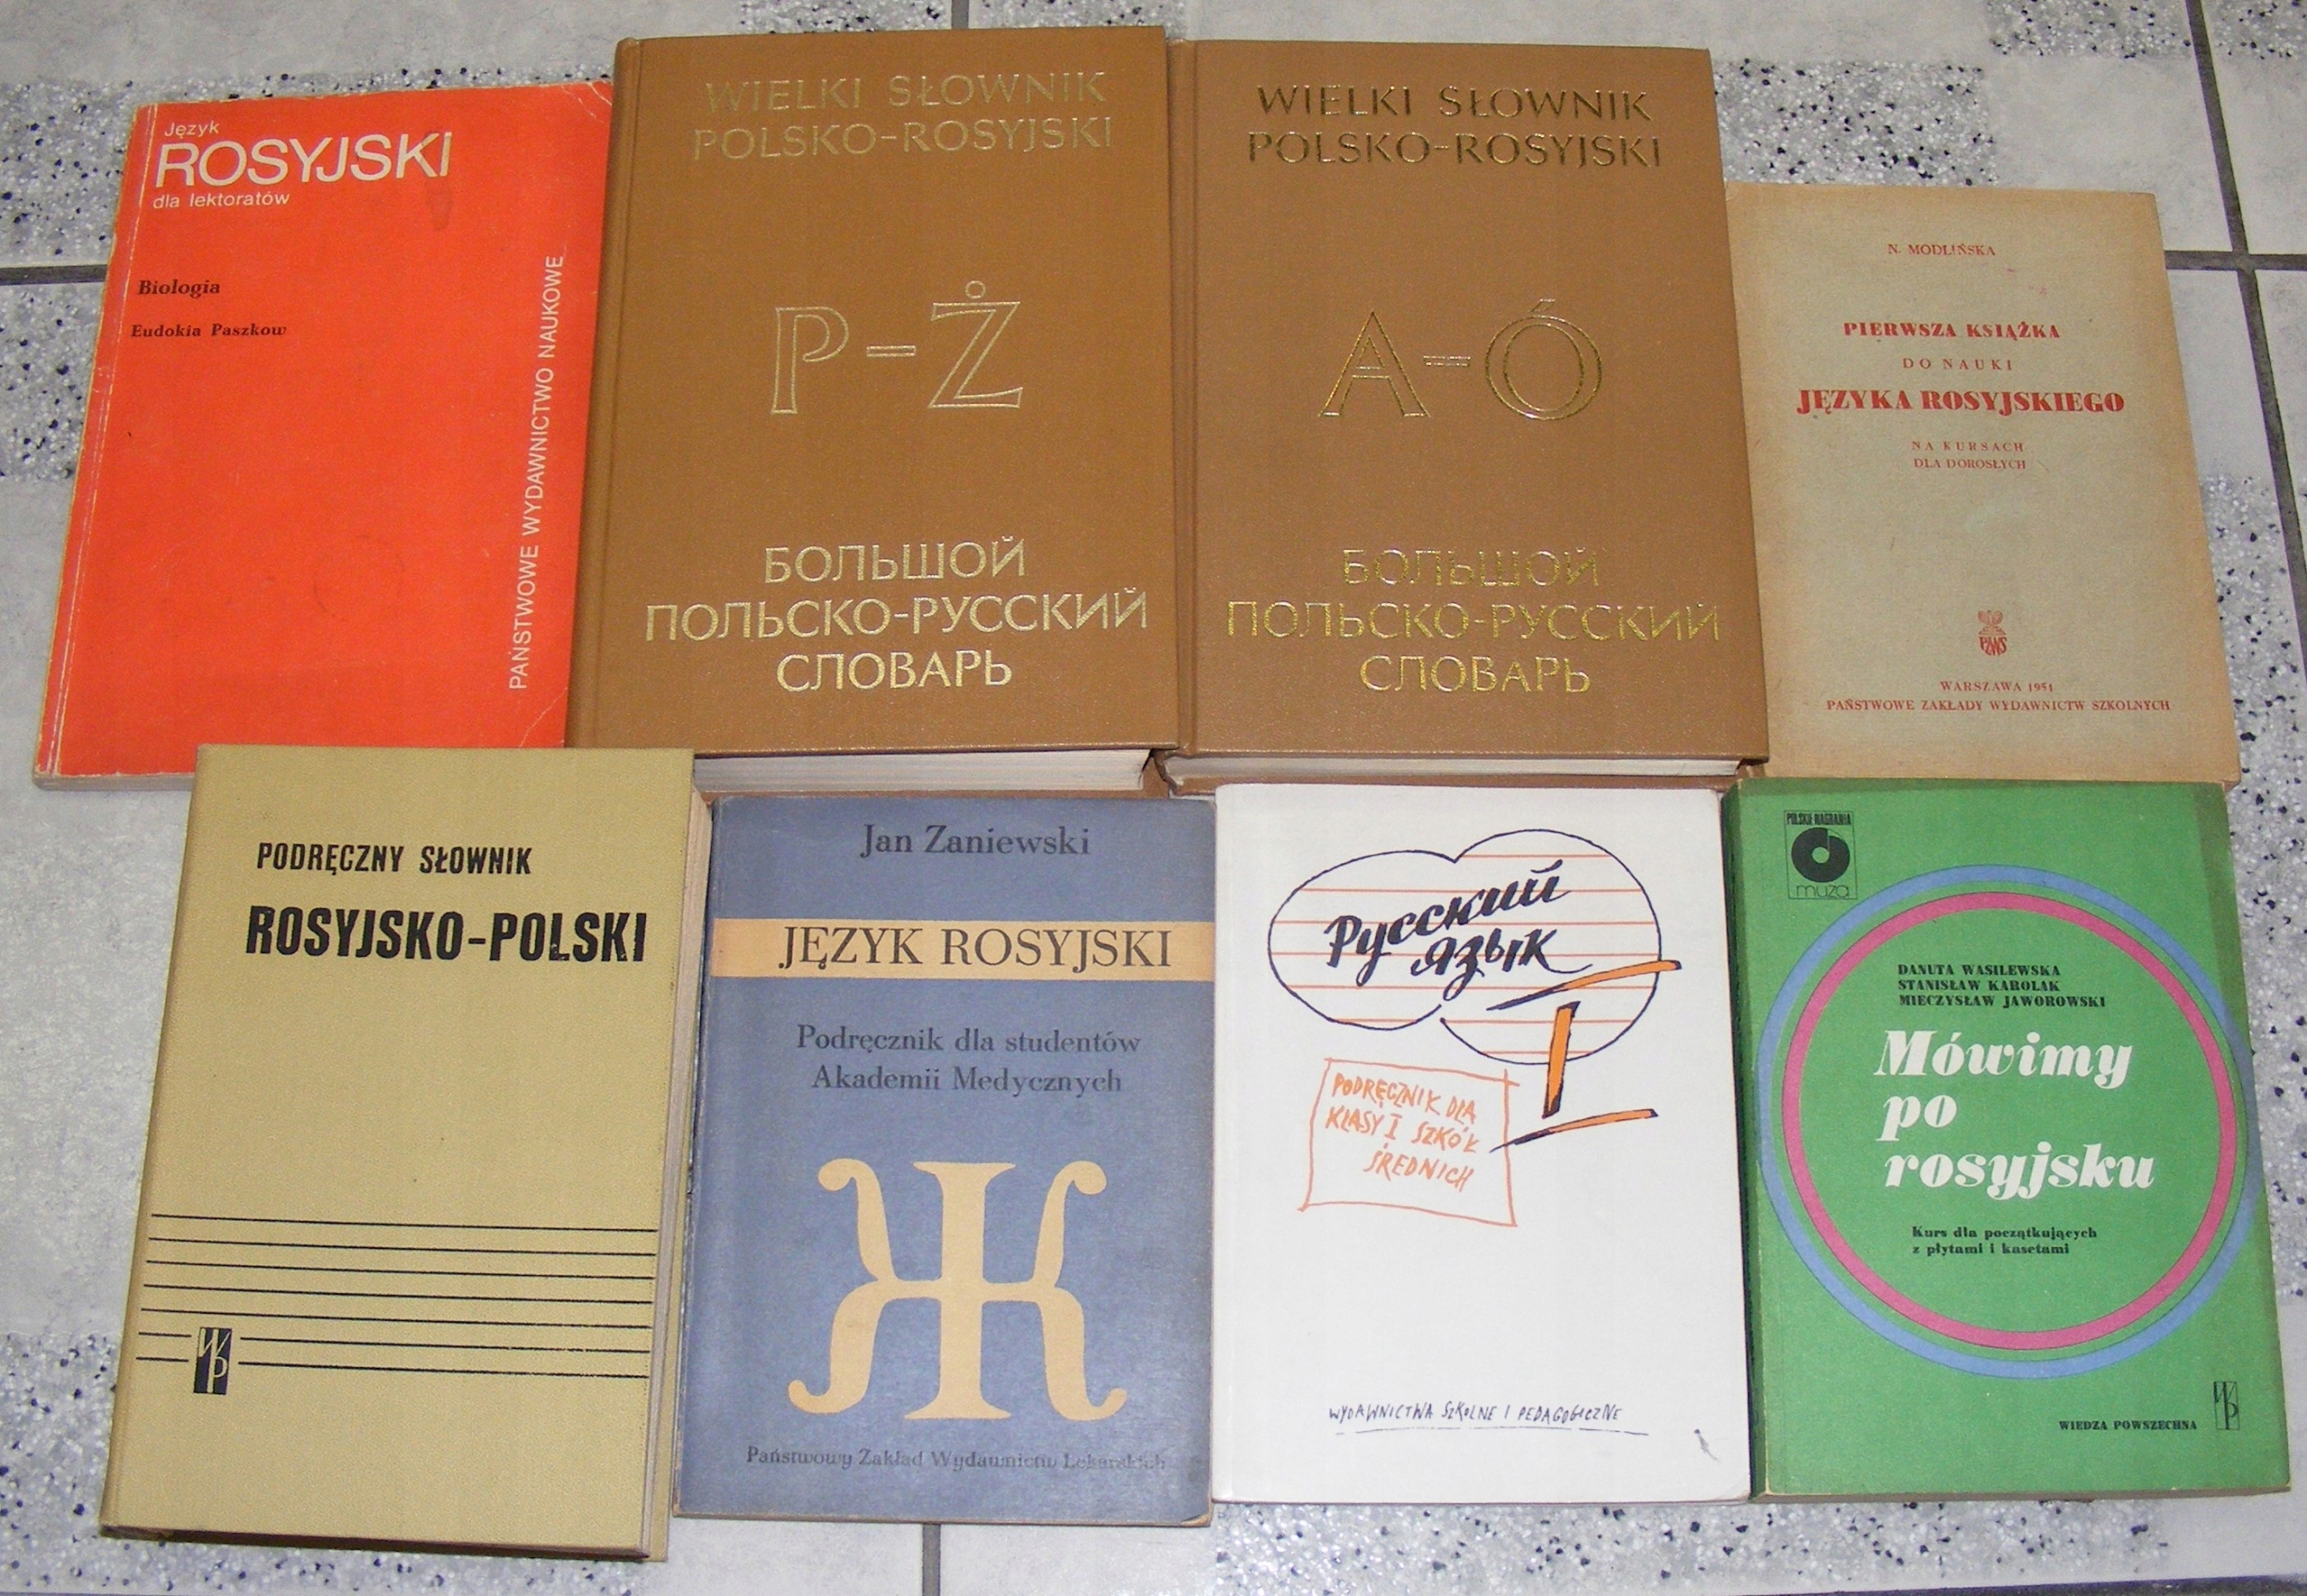 Język
ROSYJSKI
dla lektoratów
Biologia
Eudokia Paszkow
PAŃSTWOWE WYDAWNICTWO NAUKOWE
WIELKI SŁOWNIK
POLSKO-ROSYJSKI
P-Ż
БОЛЬШОЙ
ПОЛЬСКО-РУССКИЙ
СЛОВАРЬ
WIELKI SŁOWNIK
POLSKO-ROSYJSKI
A-Ó
БОЛЬШОЙ
ПОЛЬСКО-РУССКИЙ
СЛОВАРЬ
N. MODLIŃSKA
PIERWSZA KSIĄŻKA
DO NAUKI
JĘZYKA ROSYJSKIEGO
NA KURSACH
DLA DOROSŁYCH
PZWS
WARSZAWA 1951
PAŃSTWOWE ZAKŁADY WYDAWNICTW SZKOLNYCH
PODRĘCZNY SŁOWNIK
ROSYJSKO-POLSKI
WP
Jan Zaniewski
JĘZYK ROSYJSKI
Podręcznik dla studentów
Akademii Medycznych
Ж
Państwowy Zakład Wydawnictw Lekarskich
Русский
язык
I
PODRĘCZNIK DLA
KLASY I SZKÓŁ
ŚREDNICH
WYDAWNICTWA SZKOLNE I PEDAGOGICZNE
POLSKIE NAGRANIA
muza
DANUTA WASILEWSKA
STANISŁAW KAROLAK
MIECZYSŁAW JAWOROWSKI
Mówimy
po
rosyjsku
Kurs dla początkujących
z płytami i kasetami
WIEDZA POWSZECHNA
WP